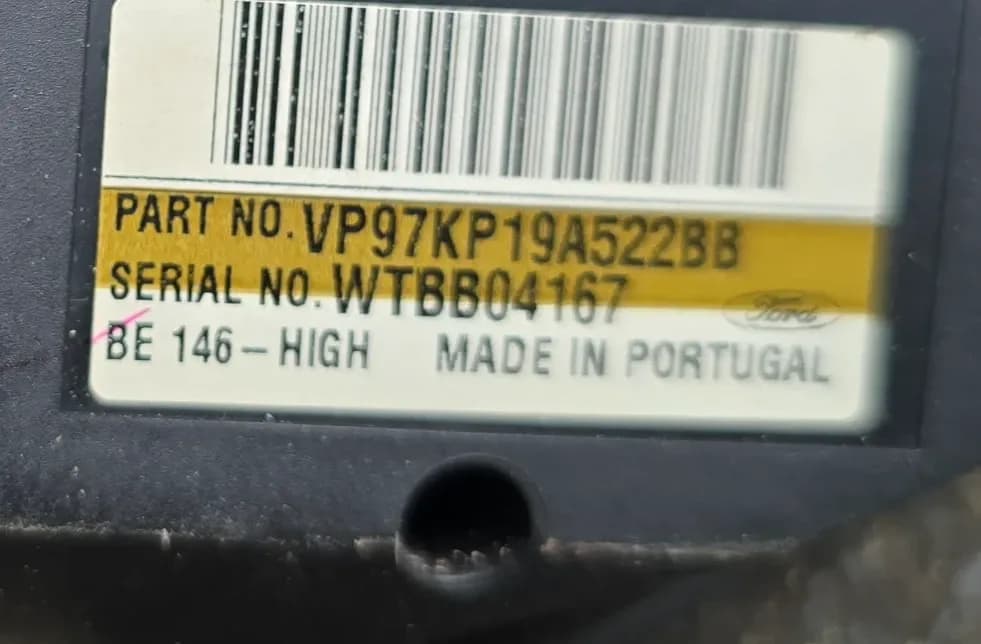 PART NO. VP97KP19A522BB
SERIAL NO. WTBB04167
Ford
BE 146 – HIGH MADE IN PORTUGAL